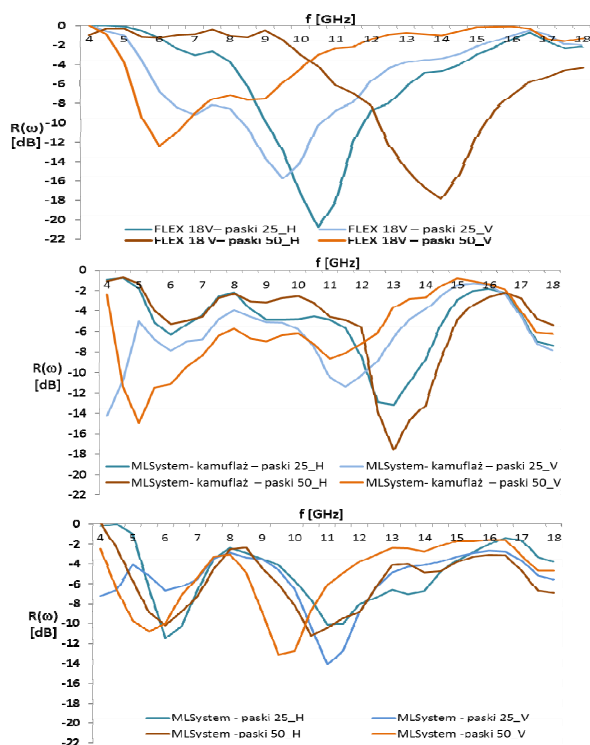 f [GHz]
0 4 5 6 7 8 9 10 11 12 13 14 15 16 17 18
-2
-4
-6
-8
R(ω)
-10
[dB]
-12
-14
-16
-18
-20
-22
FLEX 18V– paski 25_H FLEX 18 V– paski 25_V
FLEX 18 V– paski 50_H FLEX 18V– paski 50_V
f [GHz]
0
4 5 6 7 8 9 10 11 12 13 14 15 16 17 18
-2
-4
-6
-8
R(ω)
-10
[dB]
-12
-14
-16
-18
-20
-22
MLSystem- kamuflaż – paski 25_H MLSystem- kamuflaż – paski 25_V
MLSystem- kamuflaż – paski 50_H MLSystem- kamuflaż – paski 50_V
f [GHz]
0
4 5 6 7 8 9 10 11 12 13 14 15 16 17 18
-2
-4
-6
-8
R(ω)
-10
[dB]
-12
-14
-16
-18
-20
-22
MLSystem - paski 25_H MLSystem - paski 25_V
MLSystem -paski 50_H MLSystem - paski 50_V